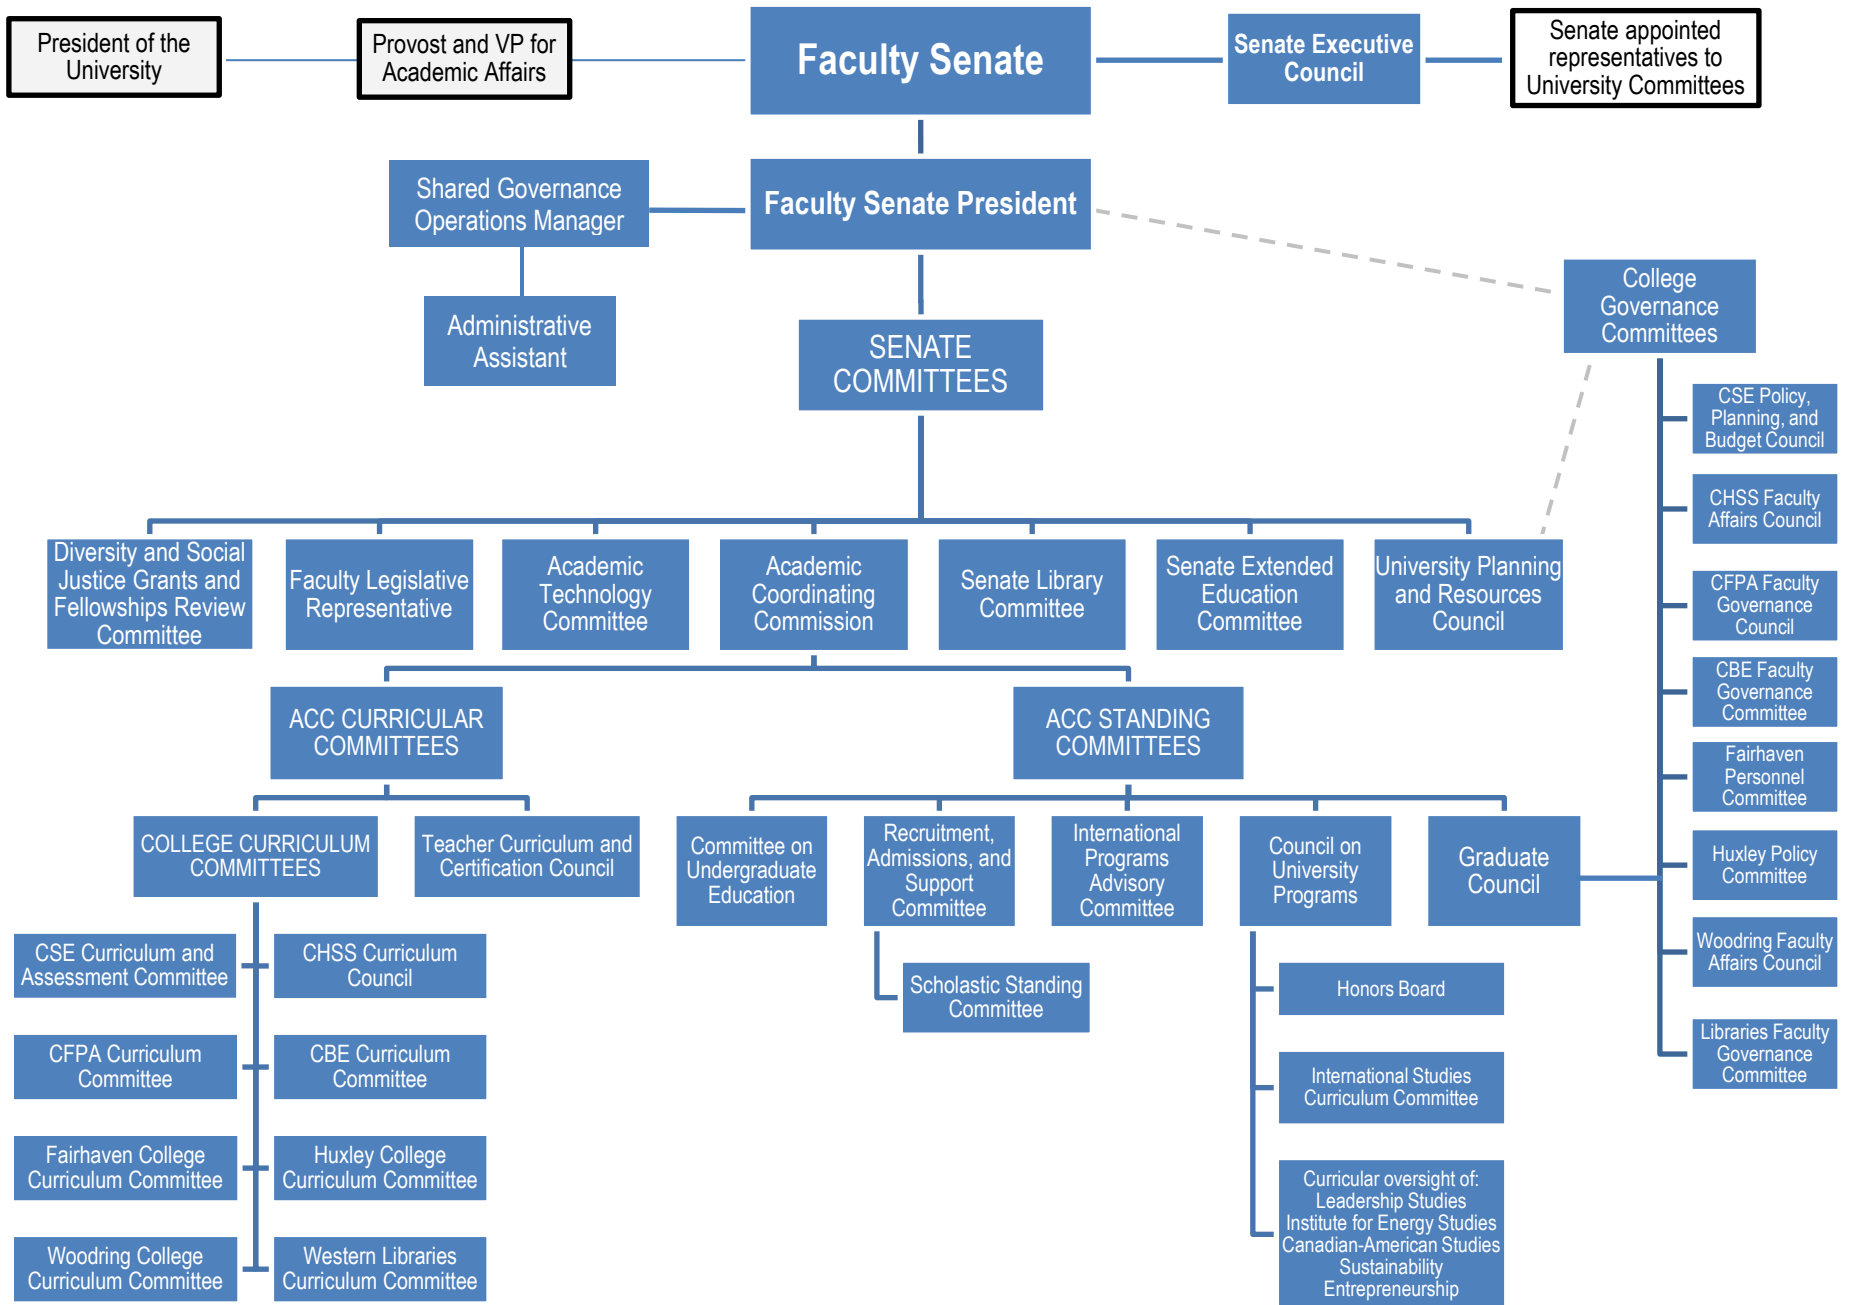 President of the
University
Provost and VP for
Academic Affairs
Faculty Senate
Senate Executive
Council
Senate appointed
representatives to
University Committees
Shared Governance
Operations Manager
Faculty Senate President
Administrative
Assistant
SENATE
COMMITTEES
College
Governance
Committees
CSE Policy,
Planning, and
Budget Council
CHSS Faculty
Affairs Council
CFPA Faculty
Governance
Council
CBE Faculty
Governance
Committee
Fairhaven
Personnel
Committee
Huxley Policy
Committee
Woodring Faculty
Affairs Council
Libraries Faculty
Governance
Committee
Diversity and Social
Justice Grants and
Fellowships Review
Committee
Faculty Legislative
Representative
Academic
Technology
Committee
Academic
Coordinating
Commission
Senate Library
Committee
Senate Extended
Education
Committee
University Planning
and Resources
Council
ACC CURRICULAR
COMMITTEES
ACC STANDING
COMMITTEES
COLLEGE CURRICULUM
COMMITTEES
Teacher Curriculum and
Certification Council
Committee on
Undergraduate
Education
Recruitment,
Admissions, and
Support
Committee
International
Programs
Advisory
Committee
Council on
University
Programs
Graduate
Council
CSE Curriculum and
Assessment Committee
CHSS Curriculum
Council
CFPA Curriculum
Committee
CBE Curriculum
Committee
Fairhaven College
Curriculum Committee
Huxley College
Curriculum Committee
Woodring College
Curriculum Committee
Western Libraries
Curriculum Committee
Scholastic Standing
Committee
Honors Board
International Studies
Curriculum Committee
Curricular oversight of:
Leadership Studies
Institute for Energy Studies
Canadian-American Studies
Sustainability
Entrepreneurship